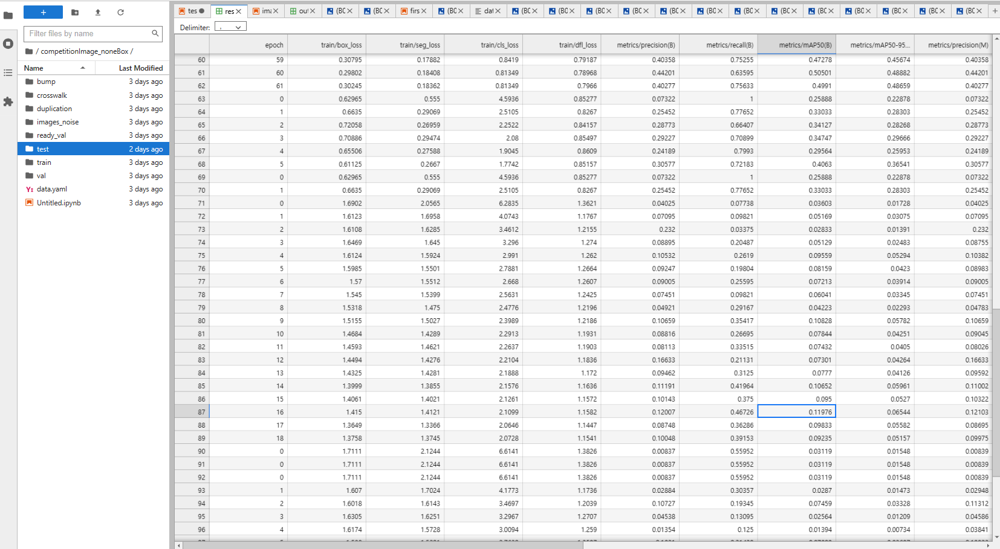 +
Filter files by name
/ competitionImage_noneBox /
Name Last Modified
bump 3 days ago
crosswalk 3 days ago
duplication 3 days ago
images_noise 3 days ago
ready_val 3 days ago
test 2 days ago
train 3 days ago
val 3 days ago
Y: data.yaml 3 days ago
Untitled.ipynb 3 days ago
tes res im out (BC (BC firs (BC dat (BC (BC (BC (BC (BC (BC (BC (BC (BC (BC (BC (BC (BC +
Delimiter: ,
epoch train/box_loss train/seg_loss train/cls_loss train/dfl_loss metrics/precision(B) metrics/recall(B) metrics/mAP50(B) metrics/mAP50-95... metrics/precision(M)
60 59 0.30795 0.17882 0.8419 0.79187 0.40358 0.75255 0.47278 0.45674 0.40358
61 60 0.29802 0.18408 0.81349 0.78968 0.44201 0.63595 0.50501 0.48882 0.44201
62 61 0.30245 0.18362 0.81349 0.7966 0.40277 0.75633 0.4991 0.48659 0.40277
63 0 0.62965 0.555 4.5936 0.85277 0.07322 1 0.25888 0.22878 0.07322
64 1 0.6635 0.29069 2.5105 0.8267 0.25452 0.77652 0.33033 0.28303 0.25452
65 2 0.72058 0.26959 2.2522 0.84157 0.28773 0.66407 0.34127 0.28268 0.28773
66 3 0.70886 0.29474 2.08 0.85497 0.29227 0.70899 0.34747 0.29666 0.29227
67 4 0.65506 0.27588 1.9045 0.8609 0.24189 0.7993 0.29564 0.25953 0.24189
68 5 0.61125 0.2667 1.7742 0.85157 0.30577 0.72183 0.4063 0.36541 0.30577
69 0 0.62965 0.555 4.5936 0.85277 0.07322 1 0.25888 0.22878 0.07322
70 1 0.6635 0.29069 2.5105 0.8267 0.25452 0.77652 0.33033 0.28303 0.25452
71 0 1.6902 2.0565 6.2835 1.3621 0.04025 0.07738 0.03603 0.01728 0.04025
72 1 1.6123 1.6958 4.0743 1.1767 0.07095 0.09821 0.05169 0.03075 0.07095
73 2 1.6108 1.6285 3.4612 1.2155 0.232 0.03375 0.02833 0.01391 0.232
74 3 1.6469 1.645 3.296 1.274 0.08895 0.20487 0.05129 0.02483 0.08755
75 4 1.6124 1.5924 2.991 1.262 0.10532 0.2619 0.09559 0.05294 0.10382
76 5 1.5985 1.5501 2.7881 1.2664 0.09247 0.19804 0.08159 0.0423 0.08983
77 6 1.57 1.5512 2.668 1.2607 0.09005 0.25595 0.07213 0.03914 0.09005
78 7 1.545 1.5399 2.5631 1.2425 0.07451 0.09821 0.06041 0.03345 0.07451
79 8 1.5318 1.475 2.4776 1.2196 0.04921 0.29167 0.04223 0.02293 0.04783
80 9 1.5155 1.5027 2.3989 1.2186 0.10659 0.35417 0.10828 0.05782 0.10659
81 10 1.4684 1.4289 2.2913 1.1931 0.08816 0.26695 0.07844 0.04251 0.09045
82 11 1.4593 1.4621 2.2637 1.1903 0.08113 0.33515 0.07432 0.0405 0.08026
83 12 1.4494 1.4276 2.2104 1.1836 0.16633 0.21131 0.07301 0.04264 0.16633
84 13 1.4325 1.4281 2.1888 1.172 0.09462 0.3125 0.0777 0.04126 0.09592
85 14 1.3999 1.3855 2.1576 1.1636 0.11191 0.41964 0.10652 0.05961 0.11002
86 15 1.4061 1.4021 2.1261 1.1572 0.10143 0.375 0.095 0.0527 0.10322
87 16 1.415 1.4121 2.1099 1.1582 0.12007 0.46726 0.11976 0.06544 0.12103
88 17 1.3649 1.3366 2.0646 1.1447 0.08748 0.36286 0.09833 0.05582 0.08695
89 18 1.3758 1.3745 2.0728 1.1541 0.10048 0.39153 0.09235 0.05157 0.09975
90 0 1.7111 2.1244 6.6141 1.3826 0.00837 0.55952 0.03119 0.01548 0.00839
91 0 1.7111 2.1244 6.6141 1.3826 0.00837 0.55952 0.03119 0.01548 0.00839
92 0 1.7111 2.1244 6.6141 1.3826 0.00837 0.55952 0.03119 0.01548 0.00839
93 1 1.607 1.7024 4.1773 1.1736 0.02884 0.30357 0.0287 0.01473 0.02948
94 2 1.6018 1.6143 3.4697 1.2039 0.10727 0.19345 0.07459 0.03328 0.11312
95 3 1.6305 1.6251 3.2967 1.2707 0.04538 0.13095 0.02564 0.01209 0.04586
96 4 1.6174 1.5728 3.0094 1.259 0.01354 0.125 0.01394 0.00734 0.03841